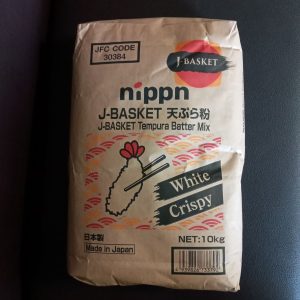 JFC CODE
30384
J-BASKET
nippn
J-BASKET 天ぷら粉
J-BASKET Tempura Batter Mix
White
Crispy
日本製
Made in Japan
NET:10kg